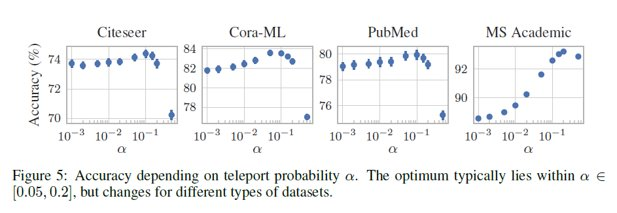 Citeseer Cora-ML PubMed MS Academic
Accuracy (%)
74
72
70
84
82
80
78
80
78
76
92
90
10⁻³ 10⁻² 10⁻¹ 10⁻³ 10⁻² 10⁻¹ 10⁻³ 10⁻² 10⁻¹ 10⁻³ 10⁻² 10⁻¹
α α α α
Figure 5: Accuracy depending on teleport probability α. The optimum typically lies within α ∈
[0.05, 0.2], but changes for different types of datasets.